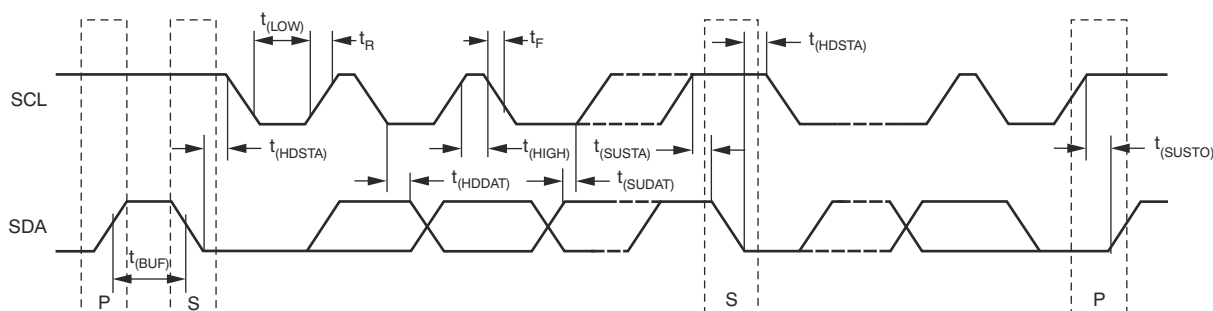 t(LOW)
tR
tF
t(HDSTA)
SCL
t(HDSTA)
t(HIGH)
t(SUSTA)
t(SUSTO)
t(HDDAT)
t(SUDAT)
SDA
t(BUF)
P
S
S
P